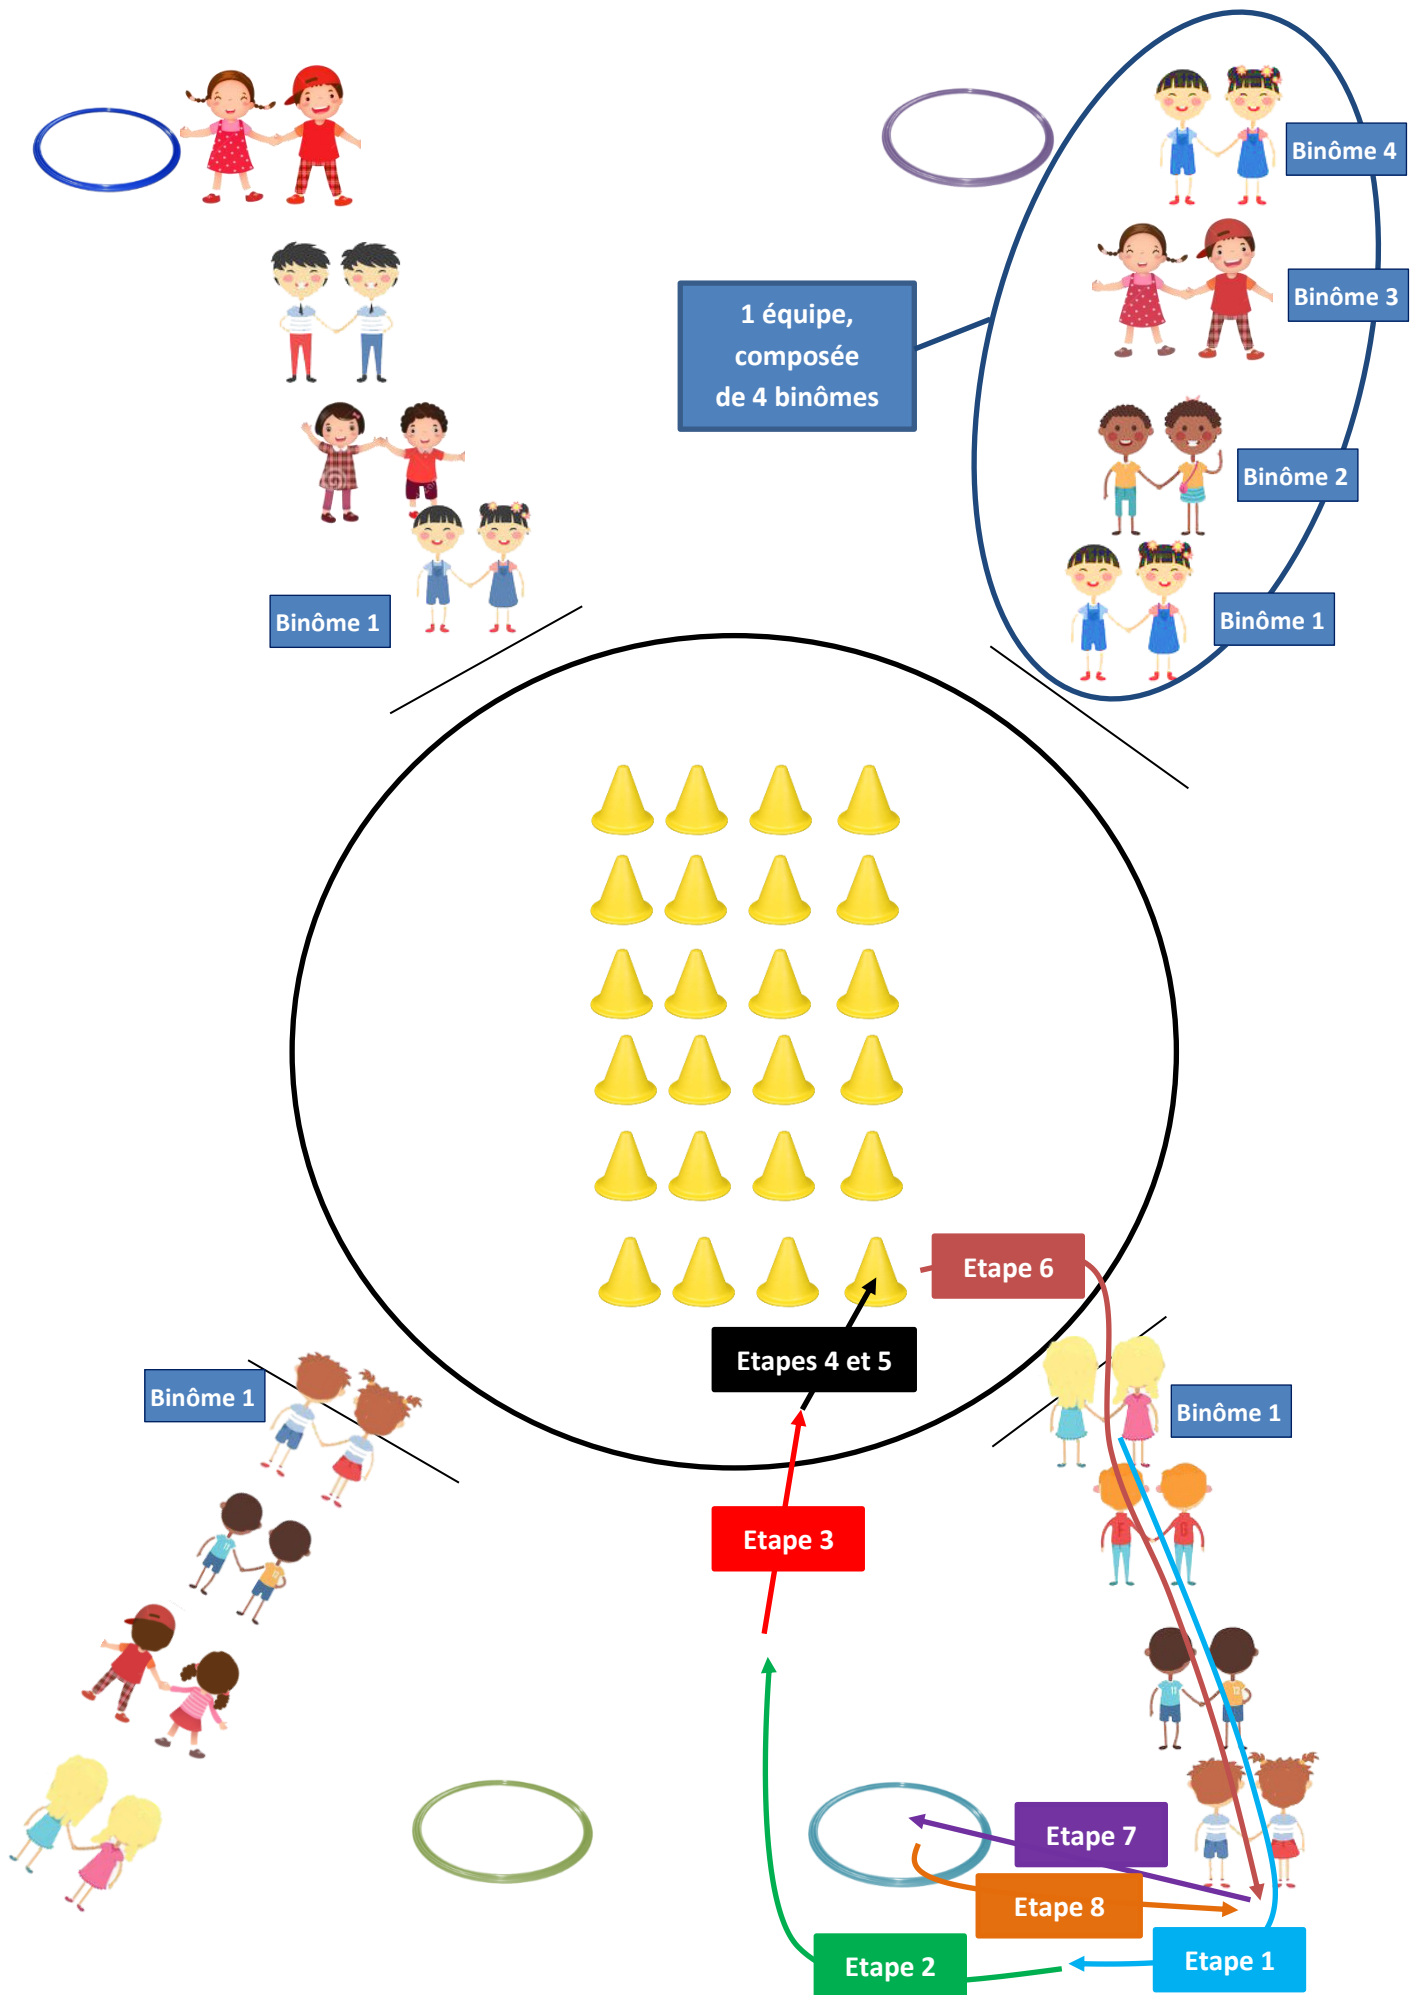 Binôme 4
Binôme 3
1 équipe,
composée
de 4 binômes
Binôme 2
Binôme 1
Binôme 1
Etape 6
Etapes 4 et 5
Binôme 1
Binôme 1
Etape 3
Etape 7
Etape 8
Etape 2
Etape 1